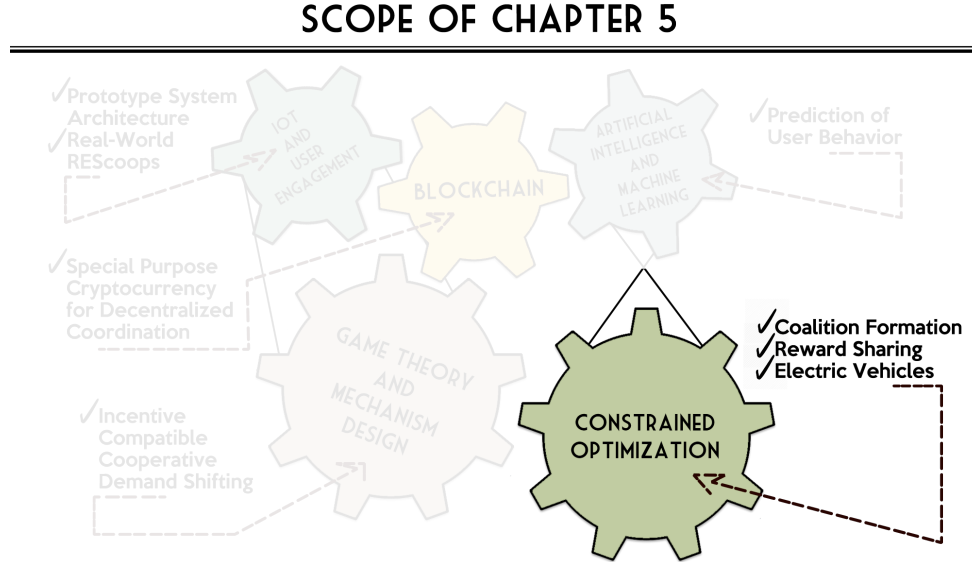 SCOPE OF CHAPTER 5
✓Prototype System
Architecture
✓Real-World
REScoops
IOT
AND
USER
ENGAGEMENT
BLOCKCHAIN
ARTIFICIAL
INTELLIGENCE
AND
MACHINE
LEARNING
✓Prediction of
User Behavior
✓Special Purpose
Cryptocurrency
for Decentralized
Coordination
GAME THEORY
AND
MECHANISM
DESIGN
✓Coalition Formation
✓Reward Sharing
✓Electric Vehicles
CONSTRAINED
OPTIMIZATION
✓Incentive
Compatible
Cooperative
Demand Shifting